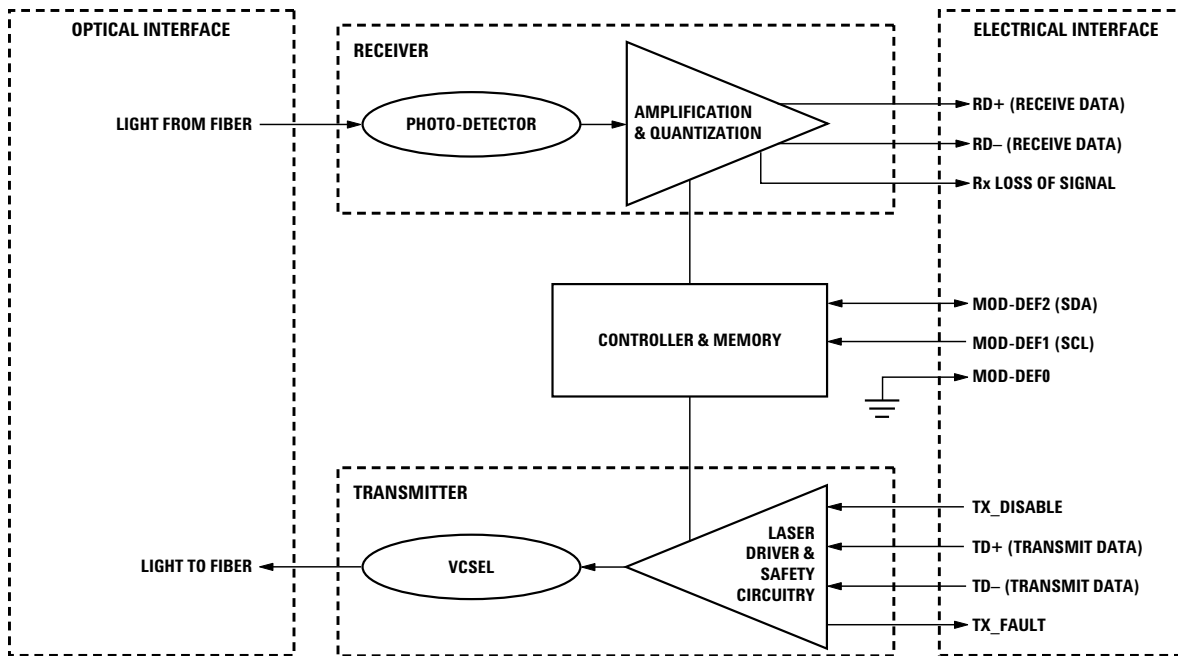 OPTICAL INTERFACE
LIGHT FROM FIBER
LIGHT TO FIBER
RECEIVER
PHOTO-DETECTOR
AMPLIFICATION
& QUANTIZATION
CONTROLLER & MEMORY
TRANSMITTER
VCSEL
LASER
DRIVER &
SAFETY
CIRCUITRY
ELECTRICAL INTERFACE
RD+ (RECEIVE DATA)
RD– (RECEIVE DATA)
Rx LOSS OF SIGNAL
MOD-DEF2 (SDA)
MOD-DEF1 (SCL)
MOD-DEF0
TX_DISABLE
TD+ (TRANSMIT DATA)
TD– (TRANSMIT DATA)
TX_FAULT